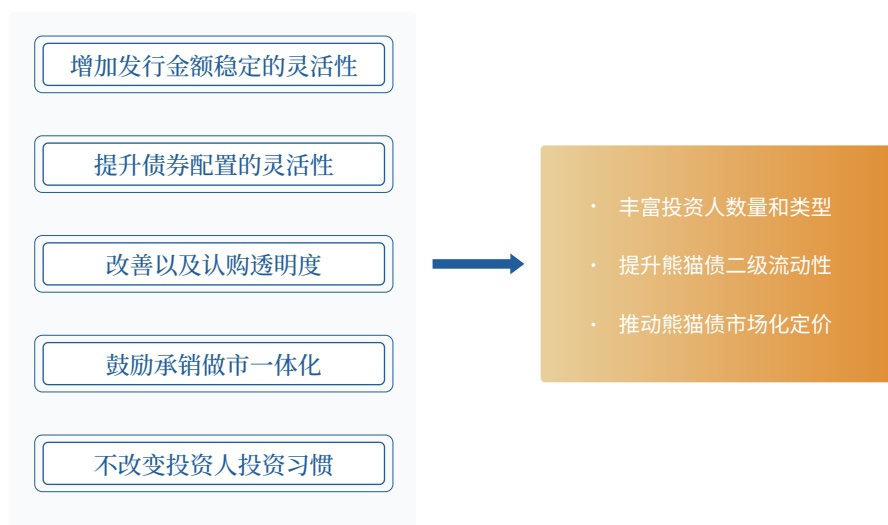 增加发行金额稳定的灵活性
提升债券配置的灵活性
改善以及认购透明度
鼓励承销做市一体化
不改变投资人投资习惯
· 丰富投资人数量和类型
· 提升熊猫债二级流动性
· 推动熊猫债市场化定价